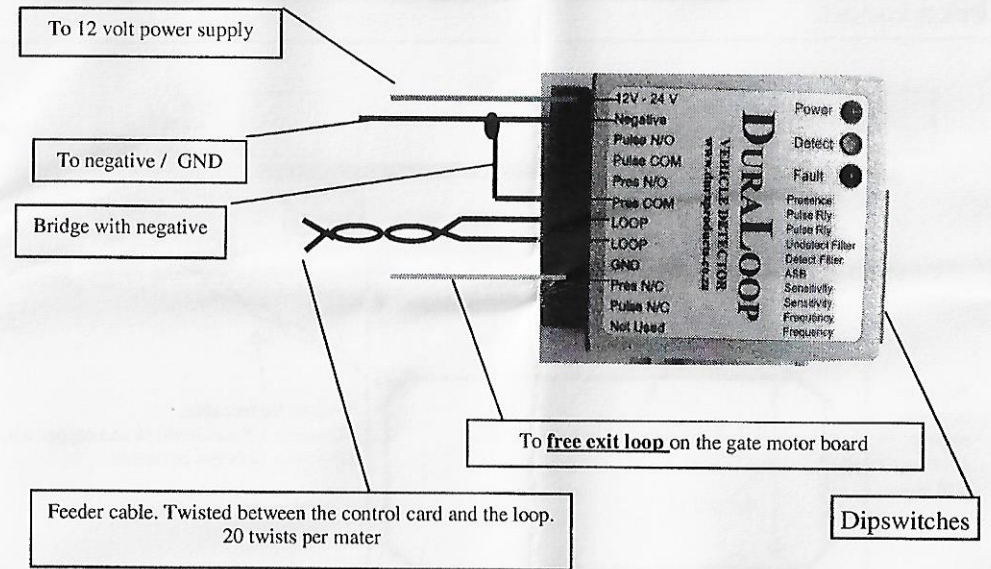 To 12 volt power supply
To negative / GND
Bridge with negative
12V - 24 V
Negative
Pulse N/O
Pulse COM
Pres N/O
Pres COM
LOOP
LOOP
GND
Pres N/C
Pulse N/C
Not Used
DURALOOP
VEHICLE DETECTOR
Power
Detect
Fault
Presence
Pulse Rly
Pulse Rly
Undetect Filter
Detect Filter
ASB
Sensitivity
Sensitivity
Frequency
Frequency
To free exit loop on the gate motor board
Feeder cable. Twisted between the control card and the loop.
20 twists per mater
Dipswitches